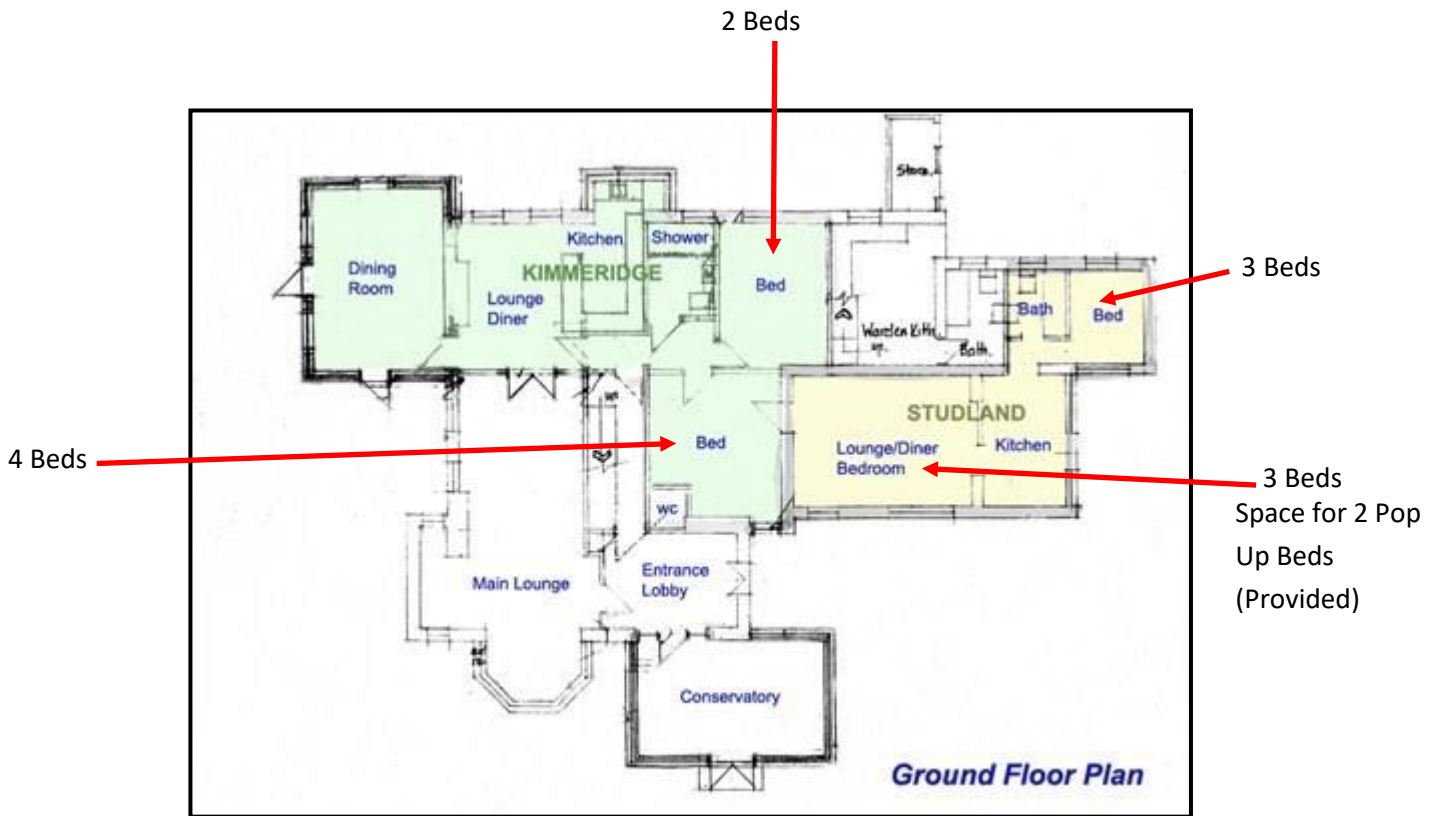 2 Beds
Store.
Kitchen
Shower
KIMMERIDGE
Dining
Room
Lounge
Diner
Bed
3 Beds
Bath
Bed
Bath.
STUDLAND
4 Beds
Bed
Lounge/Diner
Bedroom
Kitchen
wc
3 Beds
Space for 2 Pop
Up Beds
(Provided)
Main Lounge
Entrance
Lobby
Conservatory
Ground Floor Plan